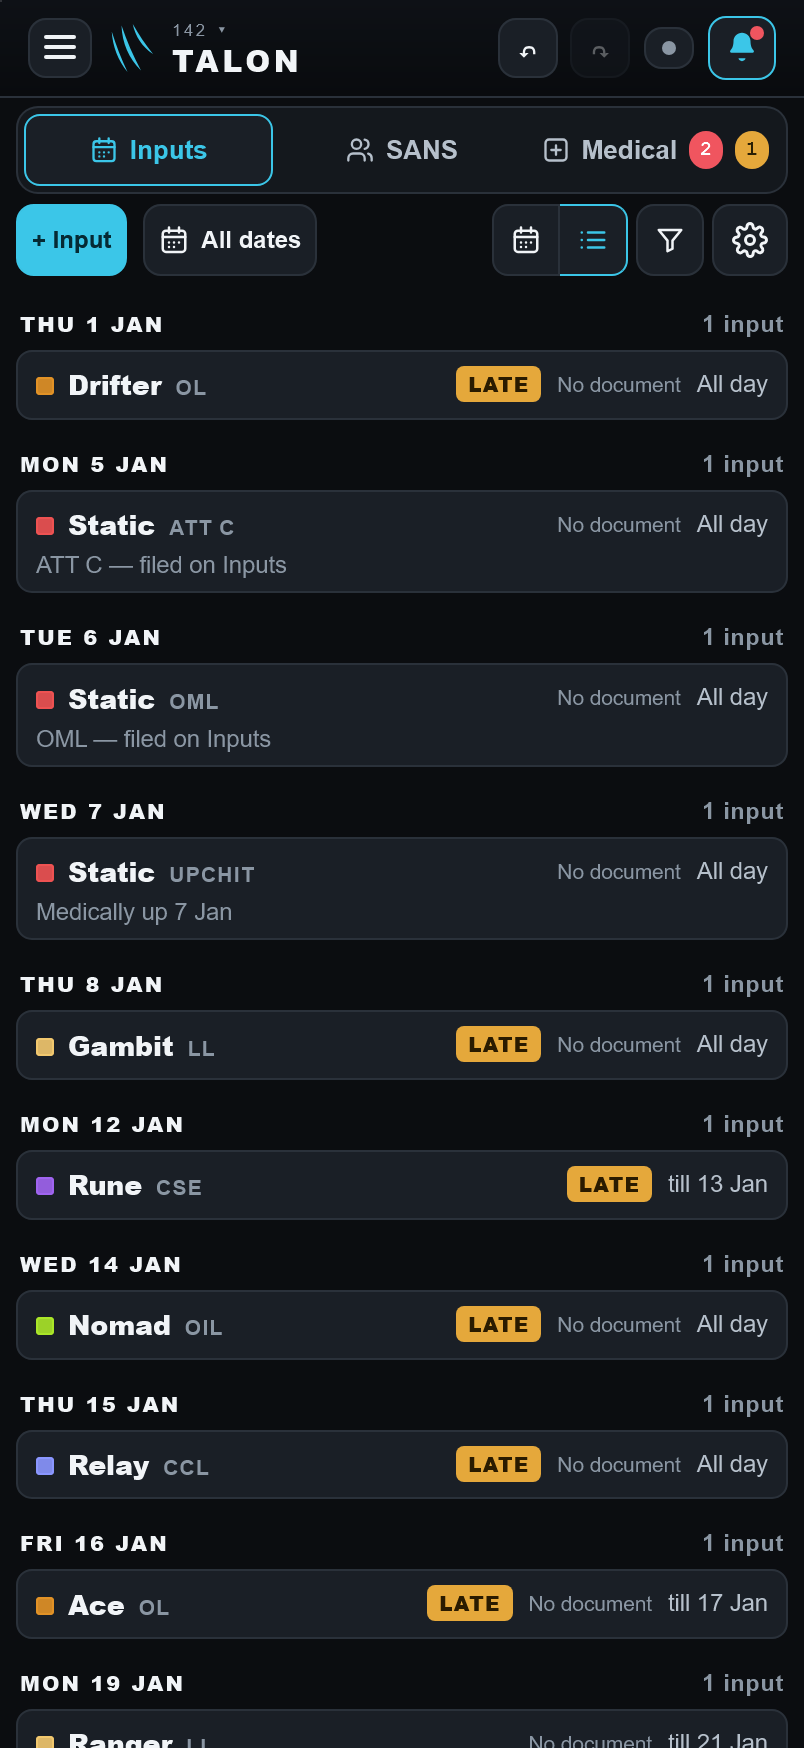 142 ▾
TALON
Inputs
SANS
Medical 2 1
+ Input
All dates
THU 1 JAN 1 input
Drifter OL LATE No document All day
MON 5 JAN 1 input
Static ATT C No document All day
ATT C — filed on Inputs
TUE 6 JAN 1 input
Static OML No document All day
OML — filed on Inputs
WED 7 JAN 1 input
Static UPCHIT No document All day
Medically up 7 Jan
THU 8 JAN 1 input
Gambit LL LATE No document All day
MON 12 JAN 1 input
Rune CSE LATE till 13 Jan
WED 14 JAN 1 input
Nomad OIL LATE No document All day
THU 15 JAN 1 input
Relay CCL LATE No document All day
FRI 16 JAN 1 input
Ace OL LATE No document till 17 Jan
MON 19 JAN 1 input
Ranger LL No document till 21 Jan